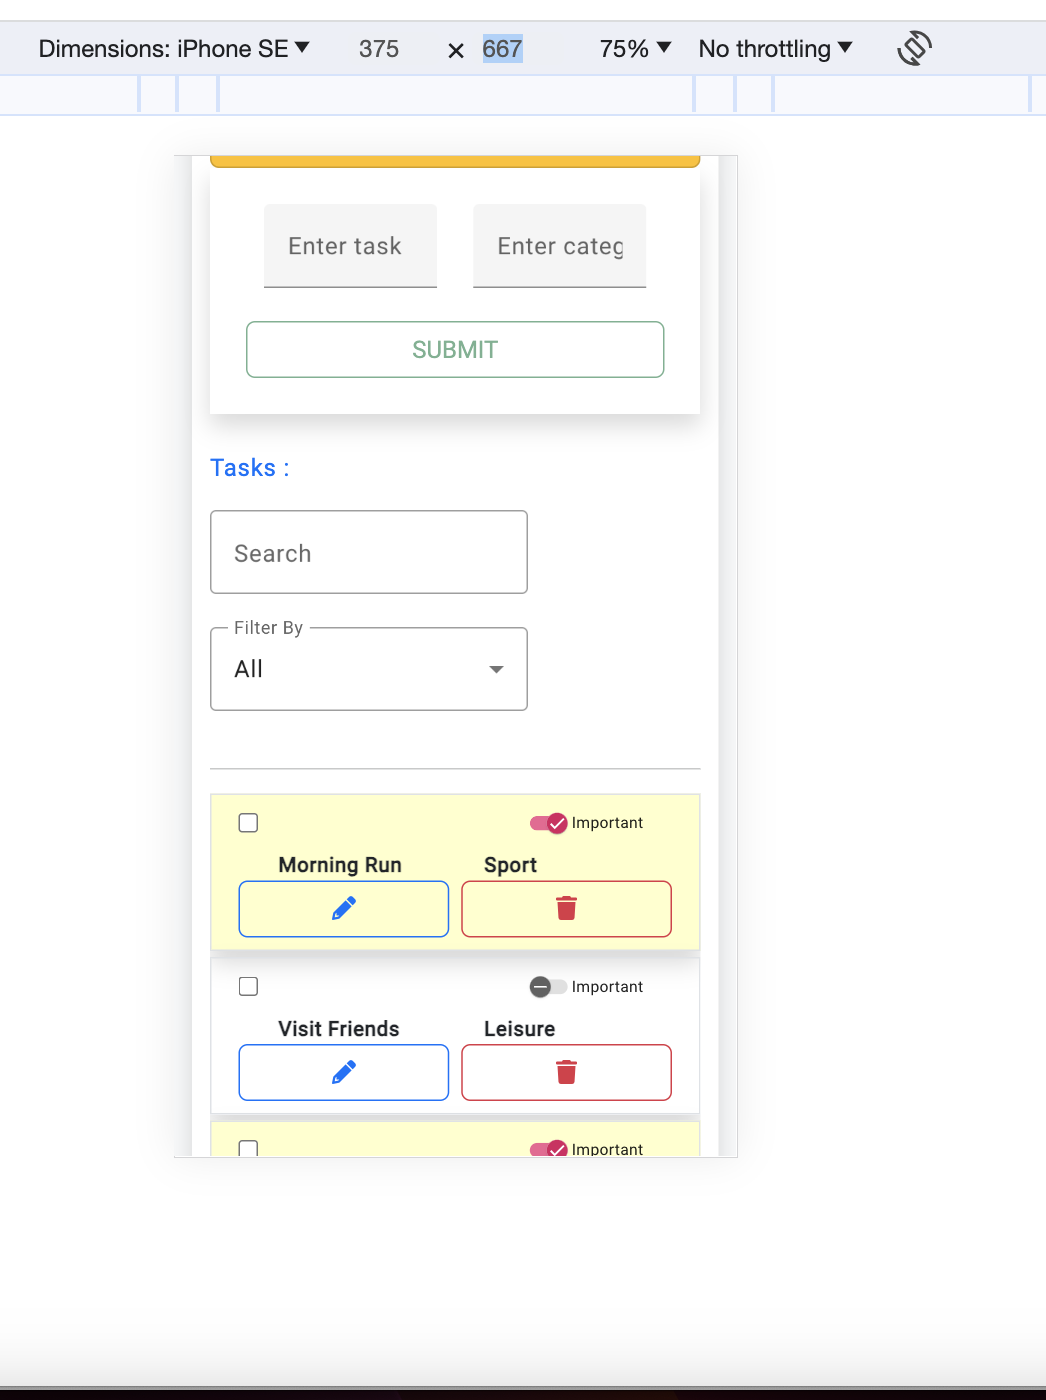 Dimensions: iPhone SE 375 × 667 75% No throttling
Enter task Enter categ
SUBMIT
Tasks :
Search
Filter By
All
Important
Morning Run Sport
Important
Visit Friends Leisure
Important